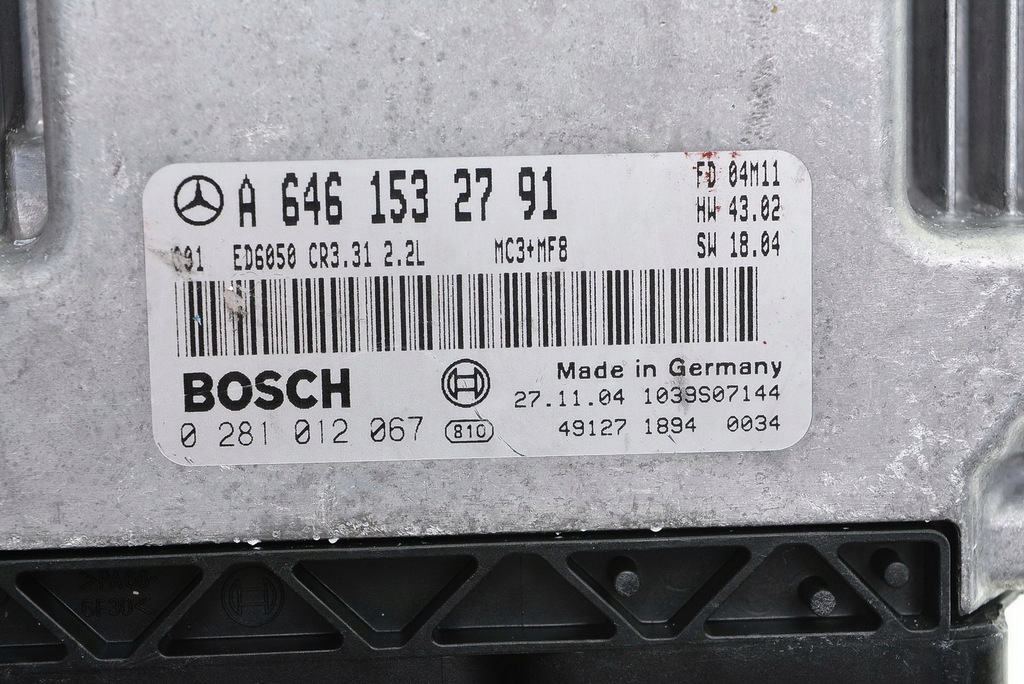 A 646 153 27 91
FD 04M11
HW 43.02
ED6050 CR3.31 2.2L MC3+MF8 SW 18.04
BOSCH
Made in Germany
27.11.04 1039S07144
0 281 012 067 810
49127 1894 0034